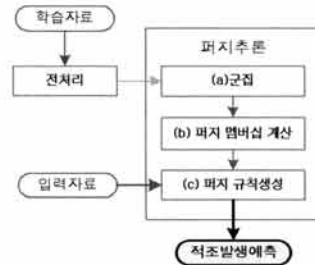 학습자료
퍼지추론
전처리
(a)군집
(b) 퍼지 멤버십 계산
입력자료
(c) 퍼지 규칙생성
적조발생예측